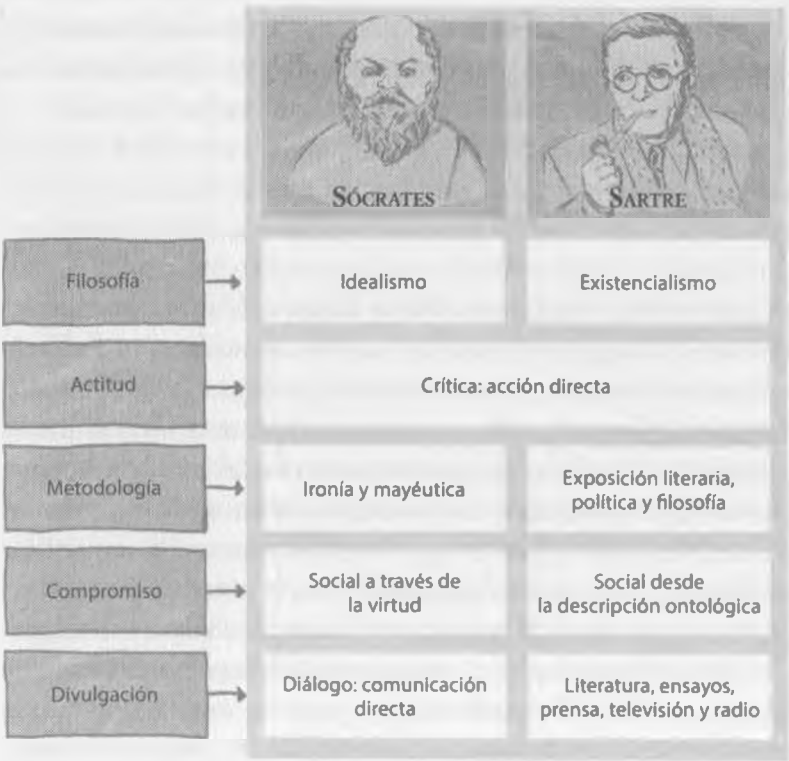 SÓCRATES
SARTRE
Filosofía
Idealismo
Existencialismo
Actitud
Crítica: acción directa
Metodología
Ironía y mayéutica
Exposición literaria,
política y filosofía
Compromiso
Social a través de
la virtud
Social desde
la descripción ontológica
Divulgación
Diálogo: comunicación
directa
Literatura, ensayos,
prensa, televisión y radio